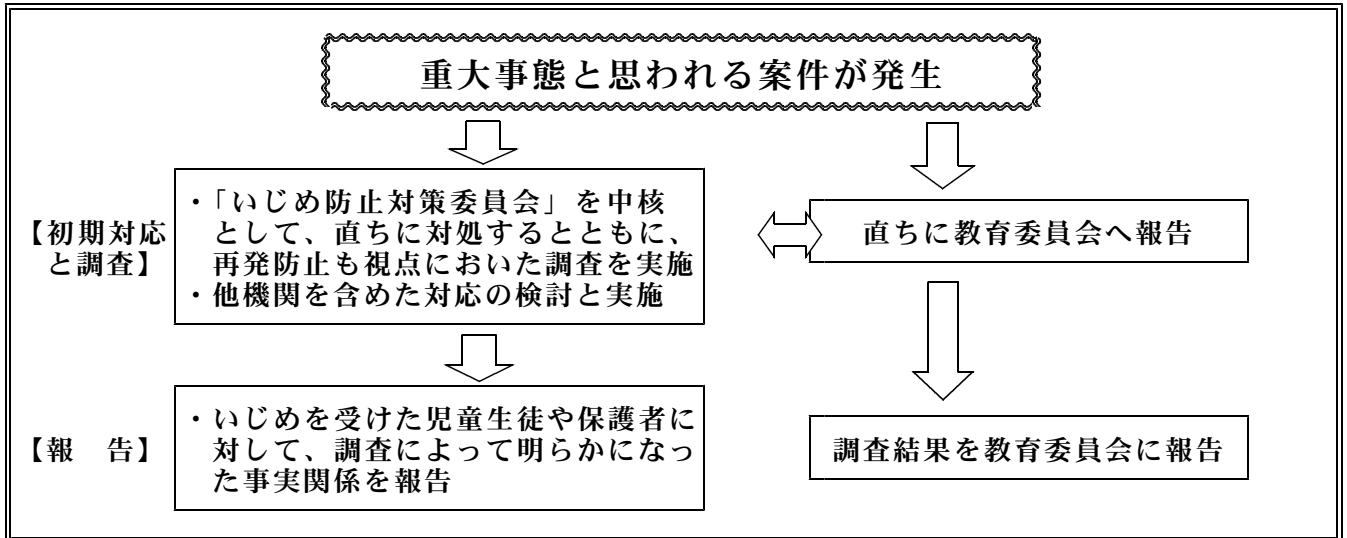 重大事態と思われる案件が発生
【初期対応
と調査】
・「いじめ防止対策委員会」を中核
として、直ちに対処するとともに、
再発防止も視点においた調査を実施
・他機関を含めた対応の検討と実施
直ちに教育委員会へ報告
【報　告】
・いじめを受けた児童生徒や保護者に
対して、調査によって明らかになっ
た事実関係を報告
調査結果を教育委員会に報告